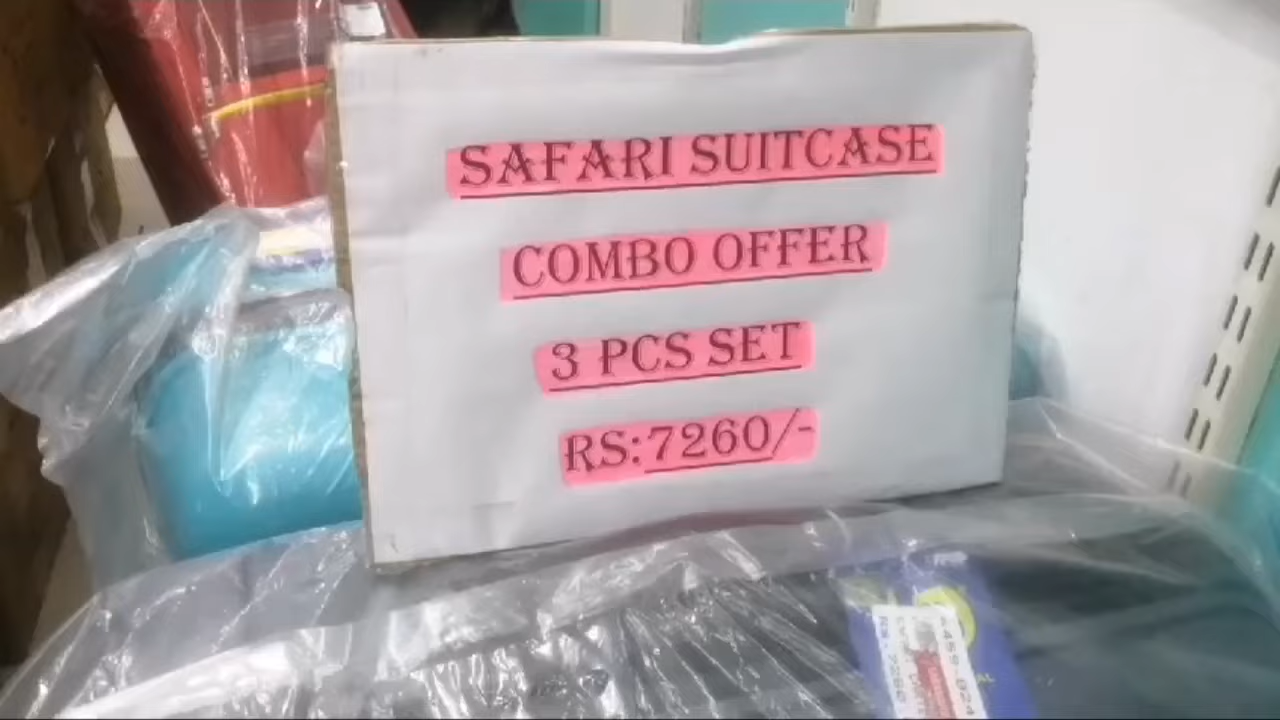 SAFARI SUITCASE
COMBO OFFER
3 PCS SET
RS:7260/-